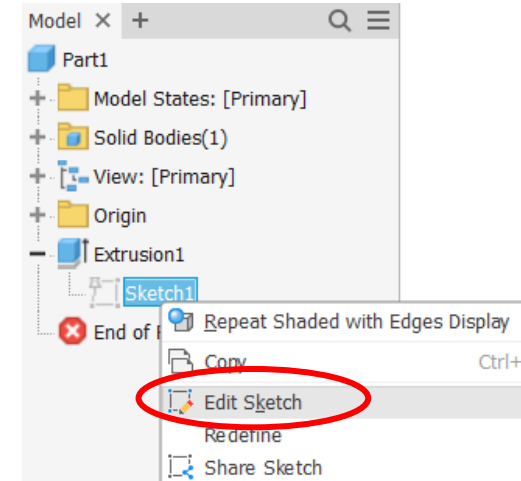 Model
Part1
Model States: [Primary]
Solid Bodies(1)
View: [Primary]
Origin
Extrusion1
Sketch1
End of
Repeat Shaded with Edges Display
Copy Ctrl+
Edit Sketch
Redefine
Share Sketch